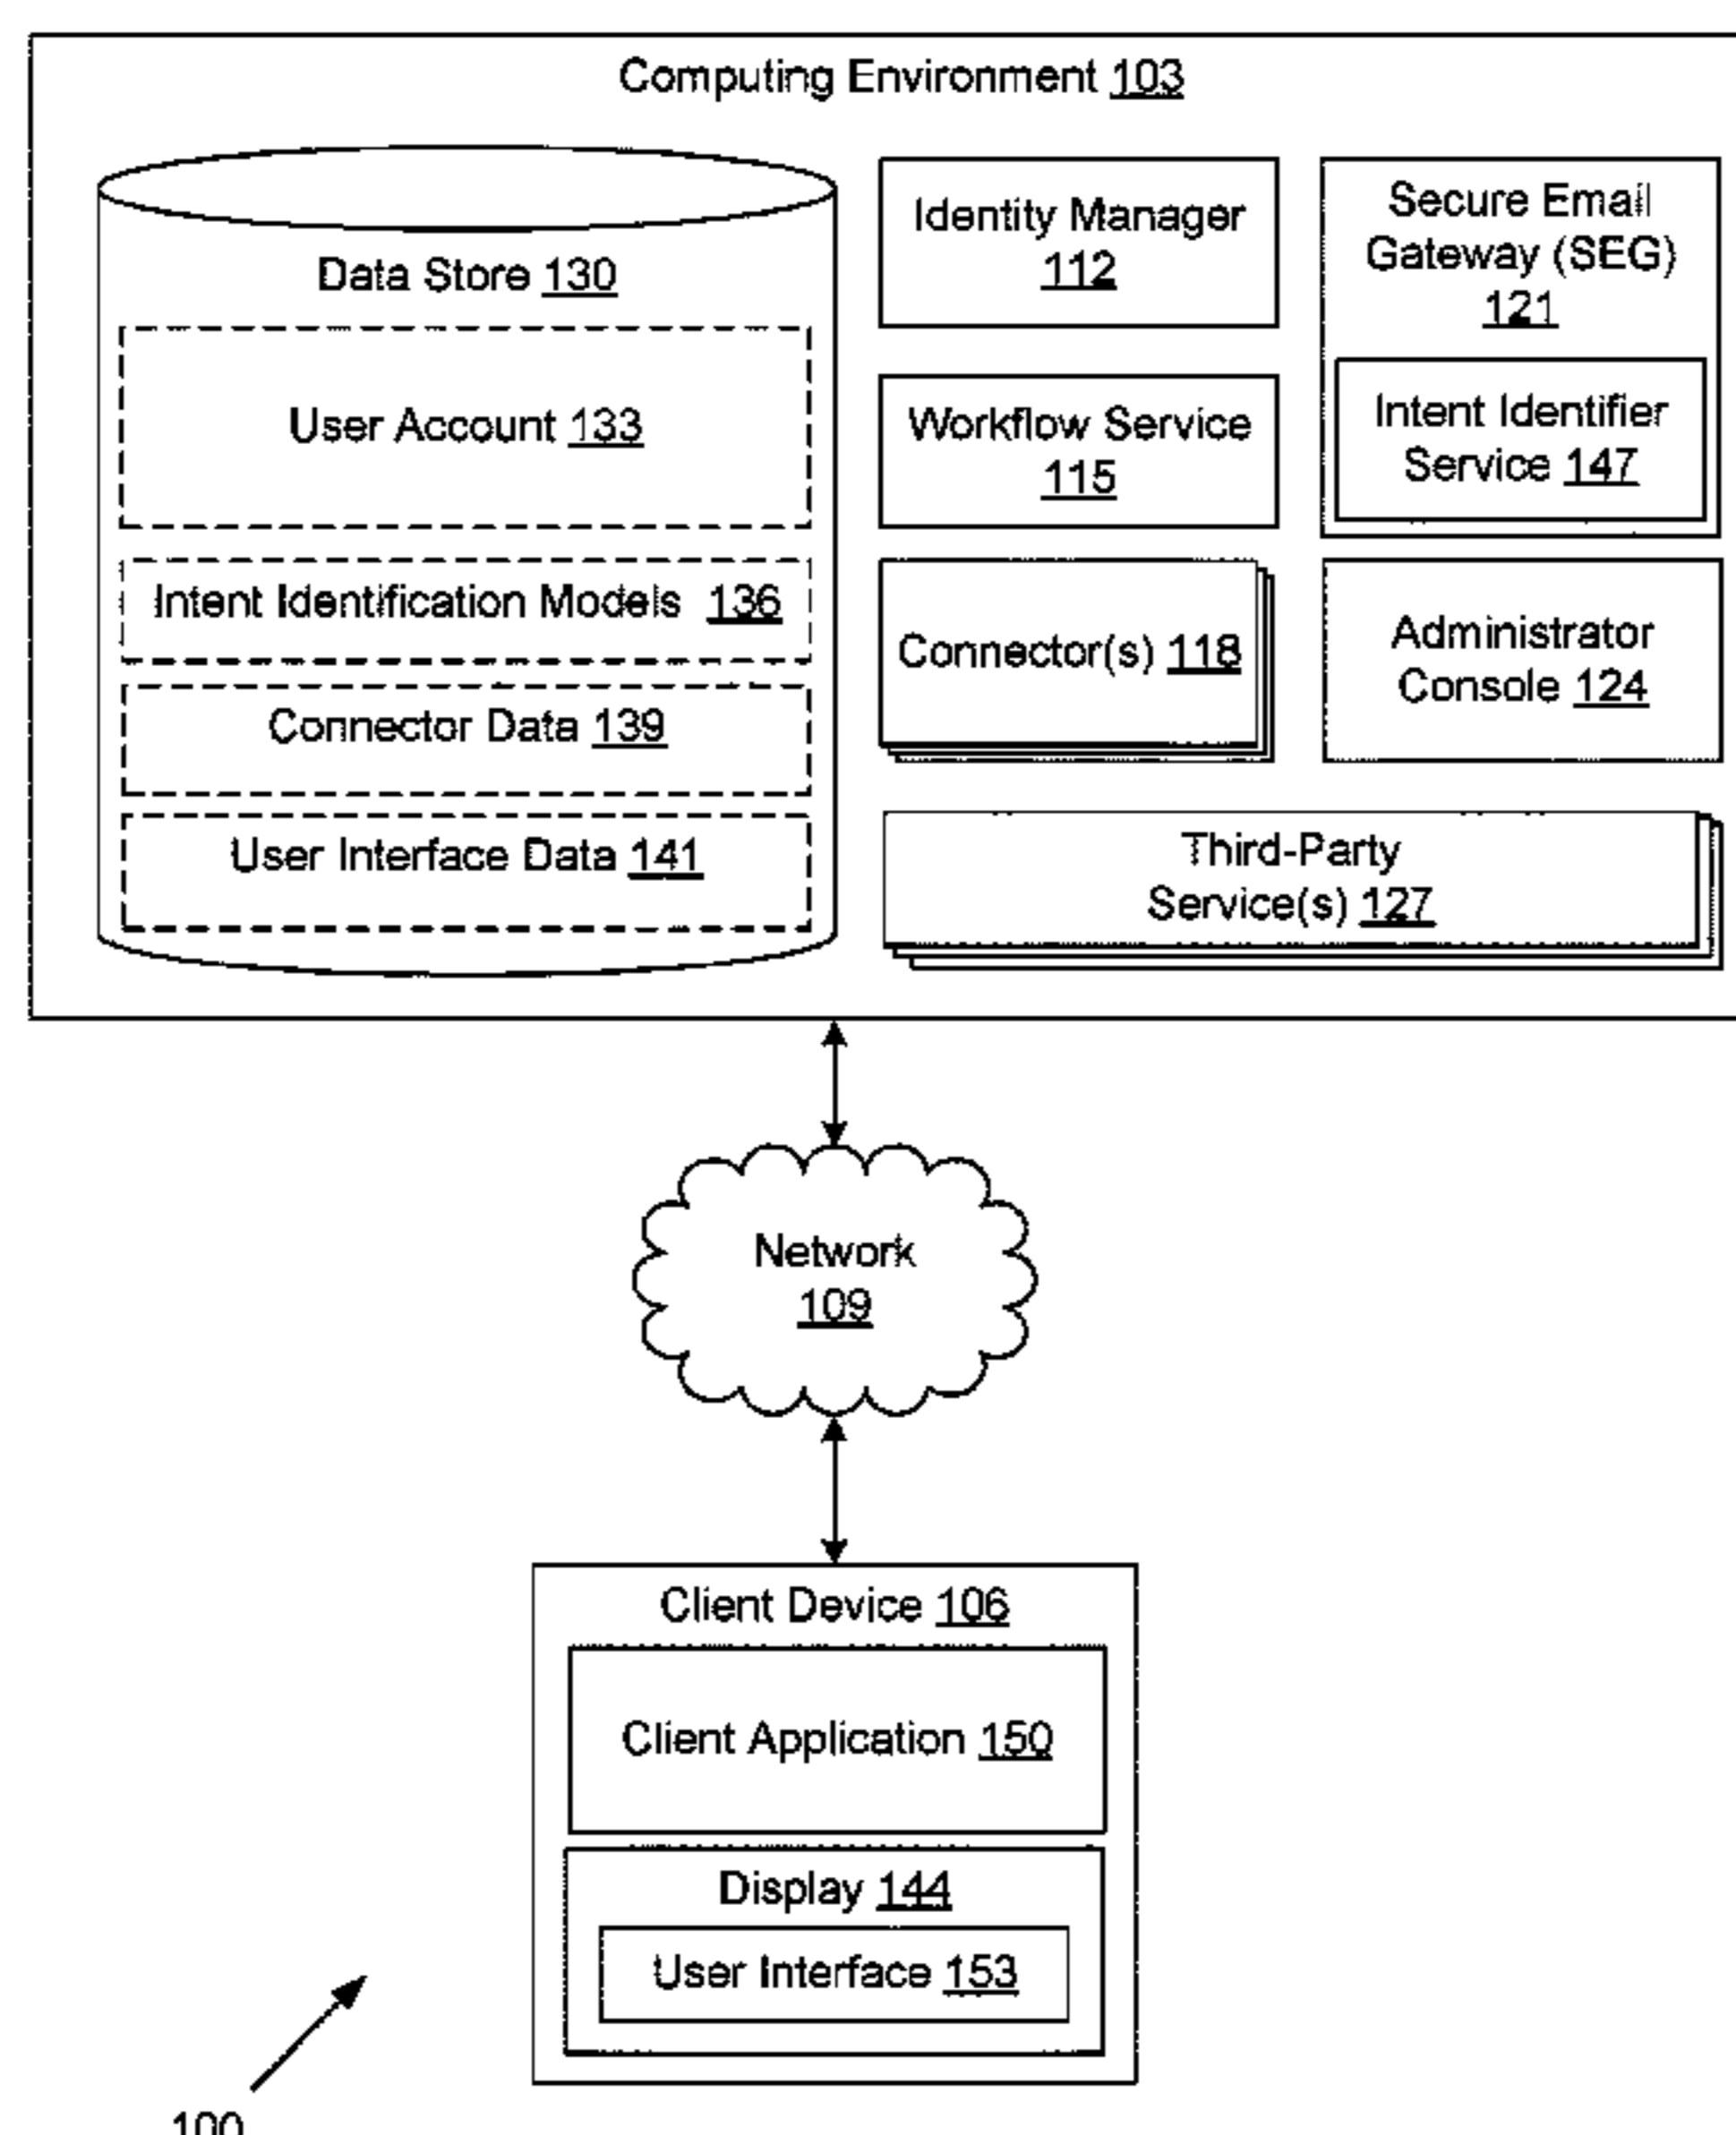 Computing Environment 103
Data Store 130
User Account 133
Intent Identification Models 136
Connector Data 139
User Interface Data 141
Identity Manager
112
Workflow Service
115
Connector(s) 118
Secure Email
Gateway (SEG)
121
Intent Identifier
Service 147
Administrator
Console 124
Third-Party
Service(s) 127
Network
109
Client Device 106
Client Application 150
Display 144
User Interface 153
100